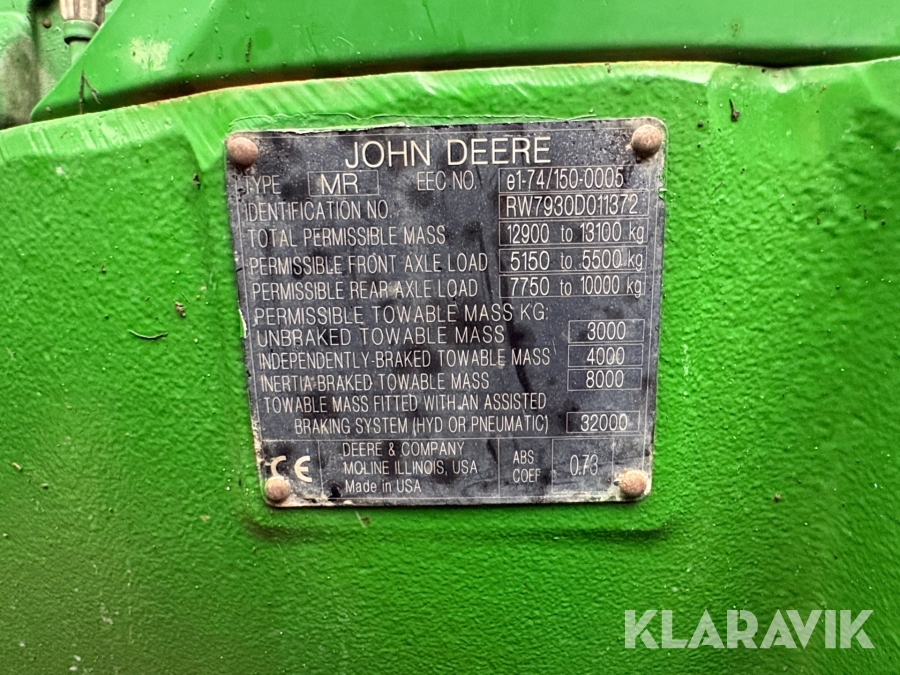 JOHN DEERE
TYPE MR EEC NO. e1-74/150-0005
IDENTIFICATION NO. RW7930D011372
TOTAL PERMISSIBLE MASS 12900 to 13100 kg
PERMISSIBLE FRONT AXLE LOAD 5150 to 5500 kg
PERMISSIBLE REAR AXLE LOAD 7750 to 10000 kg
PERMISSIBLE TOWABLE MASS KG:
UNBRAKED TOWABLE MASS 3000
INDEPENDENTLY-BRAKED TOWABLE MASS 4000
INERTIA-BRAKED TOWABLE MASS 8000
TOWABLE MASS FITTED WITH AN ASSISTED
BRAKING SYSTEM (HYD OR PNEUMATIC) 32000
CE DEERE & COMPANY
MOLINE ILLINOIS, USA
Made in USA
ABS
COEF 0.73
KLARAVIK